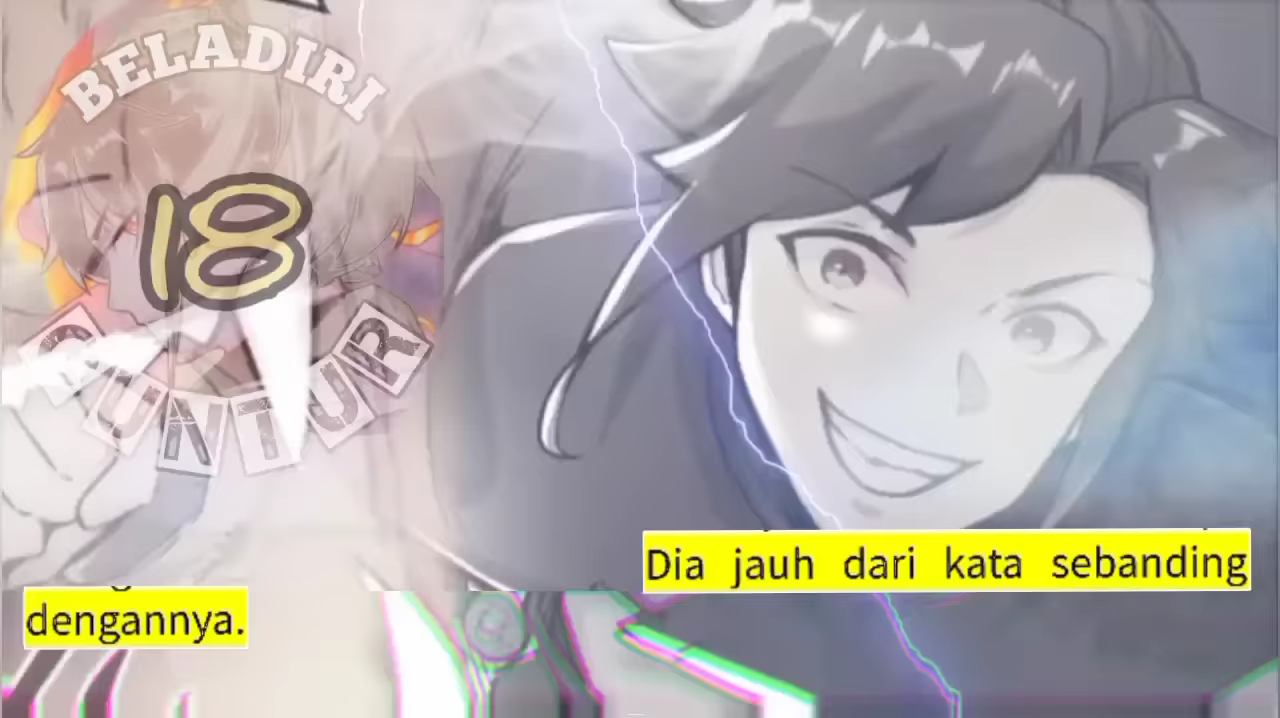 BELADIRI
18
GUNTUR
Dia jauh dari kata sebanding
dengannya.